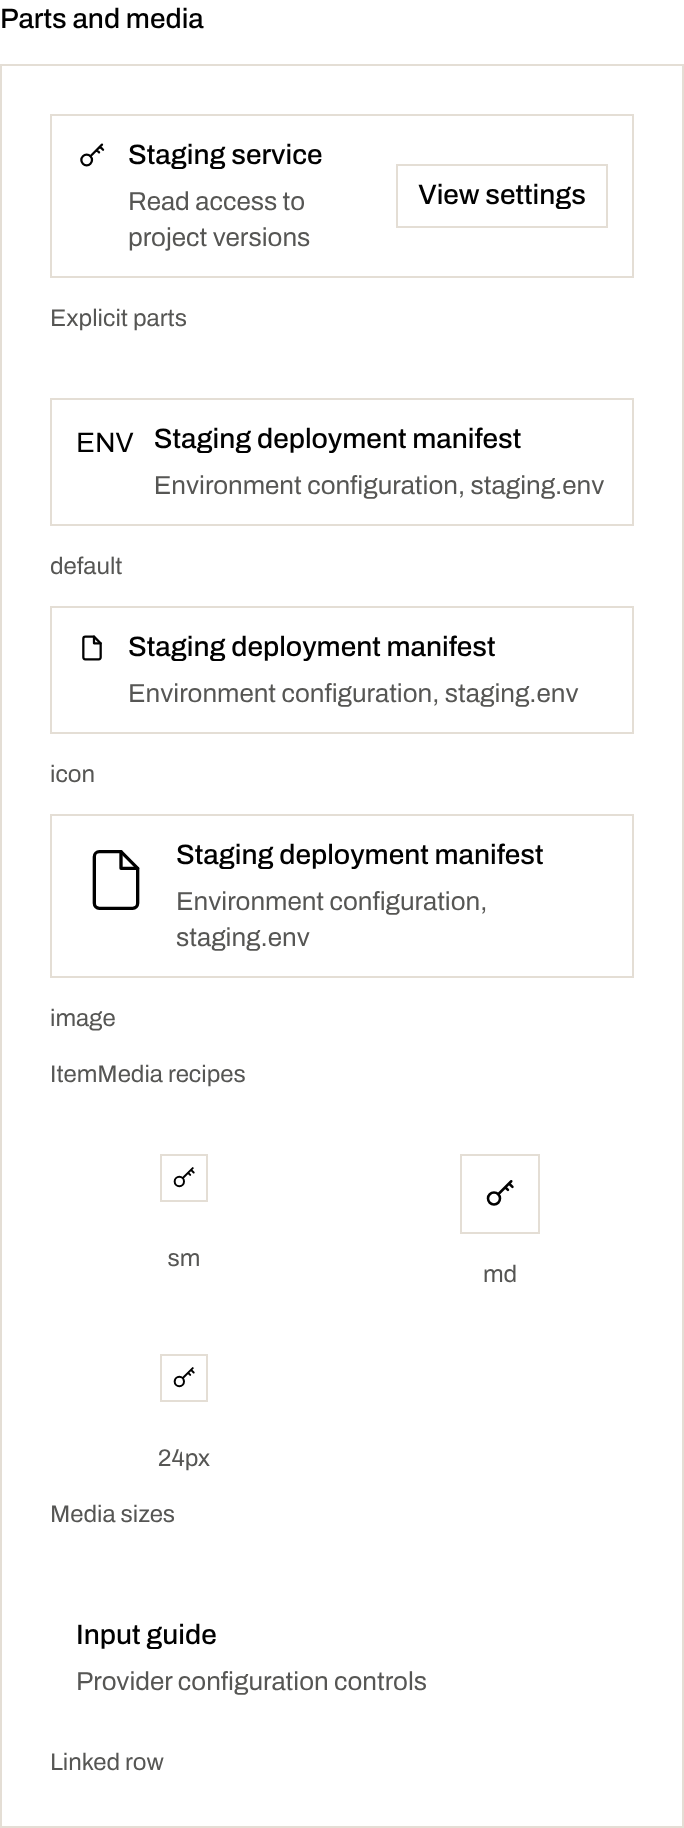 Parts and media
Staging service
Read access to
project versions
View settings
Explicit parts
ENV
Staging deployment manifest
Environment configuration, staging.env
default
Staging deployment manifest
Environment configuration, staging.env
icon
Staging deployment manifest
Environment configuration,
staging.env
image
ItemMedia recipes
sm
md
24px
Media sizes
Input guide
Provider configuration controls
Linked row